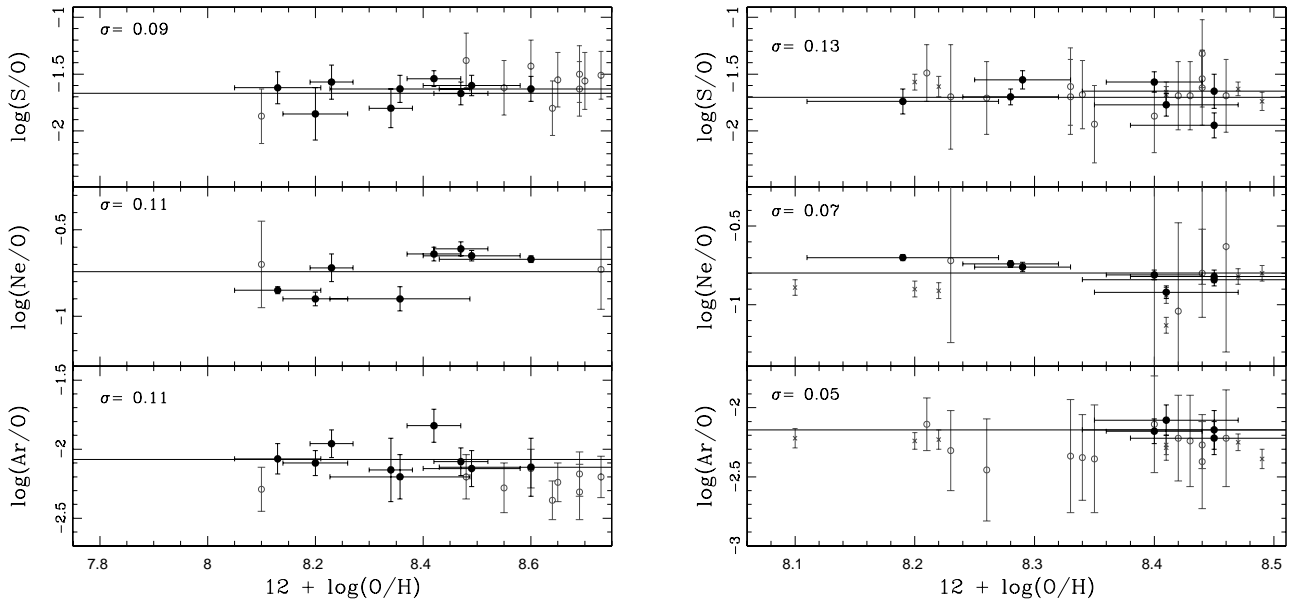 σ= 0.09
log(S/O)
-1
-1.5
-2
σ= 0.11
log(Ne/O)
-0.5
-1
σ= 0.11
log(Ar/O)
-1.5
-2
-2.5
7.8 8 8.2 8.4 8.6
12 + log(O/H)
σ= 0.13
log(S/O)
-1
-1.5
-2
σ= 0.07
log(Ne/O)
-0.5
-1
σ= 0.05
log(Ar/O)
-2
-2.5
-3
8.1 8.2 8.3 8.4 8.5
12 + log(O/H)